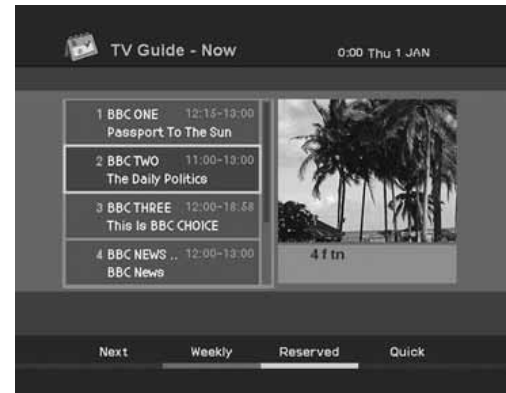 TV Guide - Now
0:00 Thu 1 JAN
1 BBC ONE 12:15-13:00
Passport To The Sun
2 BBC TWO 11:00-13:00
The Daily Politics
3 BBC THREE 12:00-18:58
This Is BBC CHOICE
4 BBC NEWS .. 12:00-13:00
BBC News
4 f tn
Next Weekly Reserved Quick